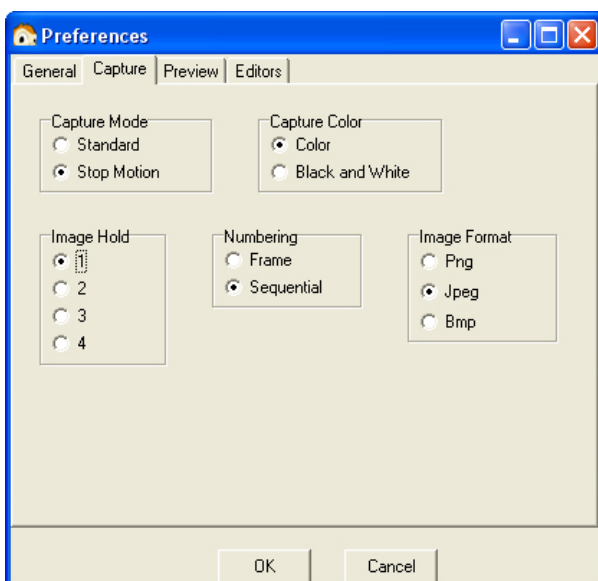 Preferences
General Capture Preview Editors
Capture Mode
Standard
Stop Motion
Capture Color
Color
Black and White
Image Hold
1
2
3
4
Numbering
Frame
Sequential
Image Format
Png
Jpeg
Bmp
OK Cancel